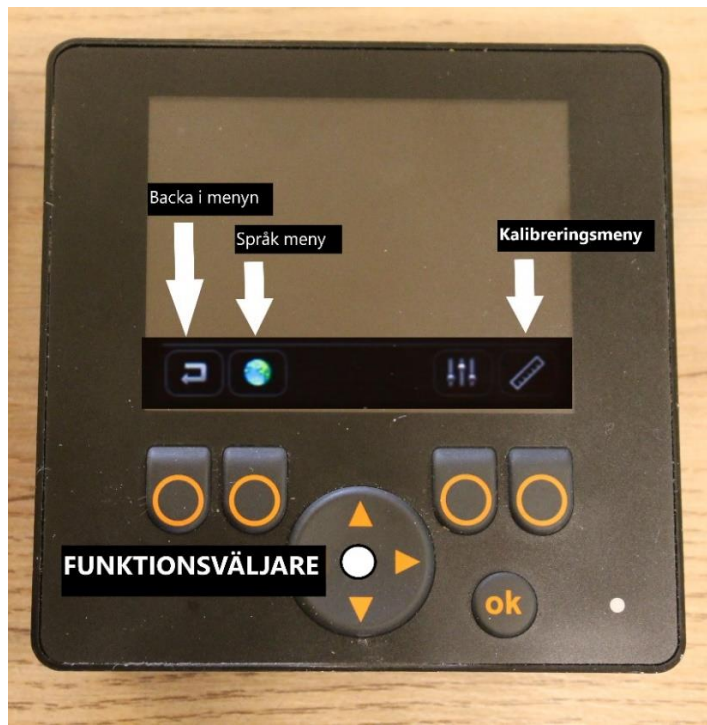 Backa i menyn
Språk meny
Kalibreringsmeny
FUNKTIONSVÄLJARE
ok